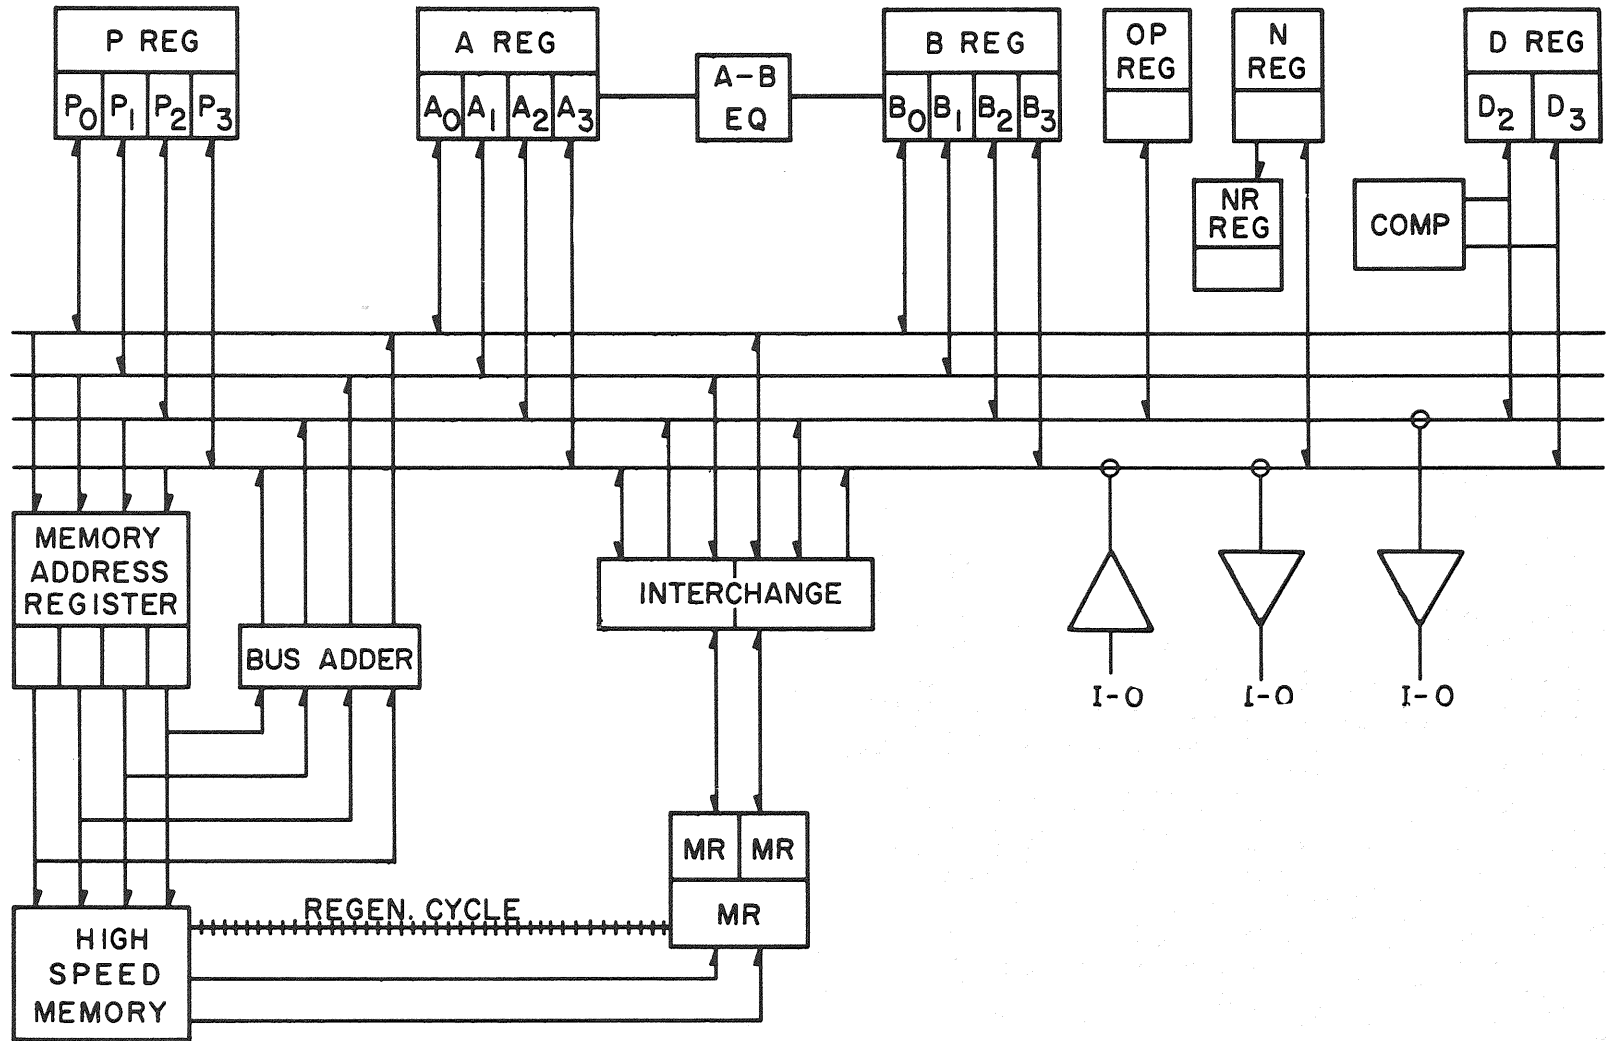 P REG
P0 P1 P2 P3
A REG
A0 A1 A2 A3
A-B
EQ
B REG
B0 B1 B2 B3
OP
REG
N
REG
D REG
D2 D3
NR
REG
COMP
MEMORY
ADDRESS
REGISTER
BUS ADDER
INTERCHANGE
I-O
I-O
I-O
MR MR
MR
REGEN. CYCLE
HIGH
SPEED
MEMORY